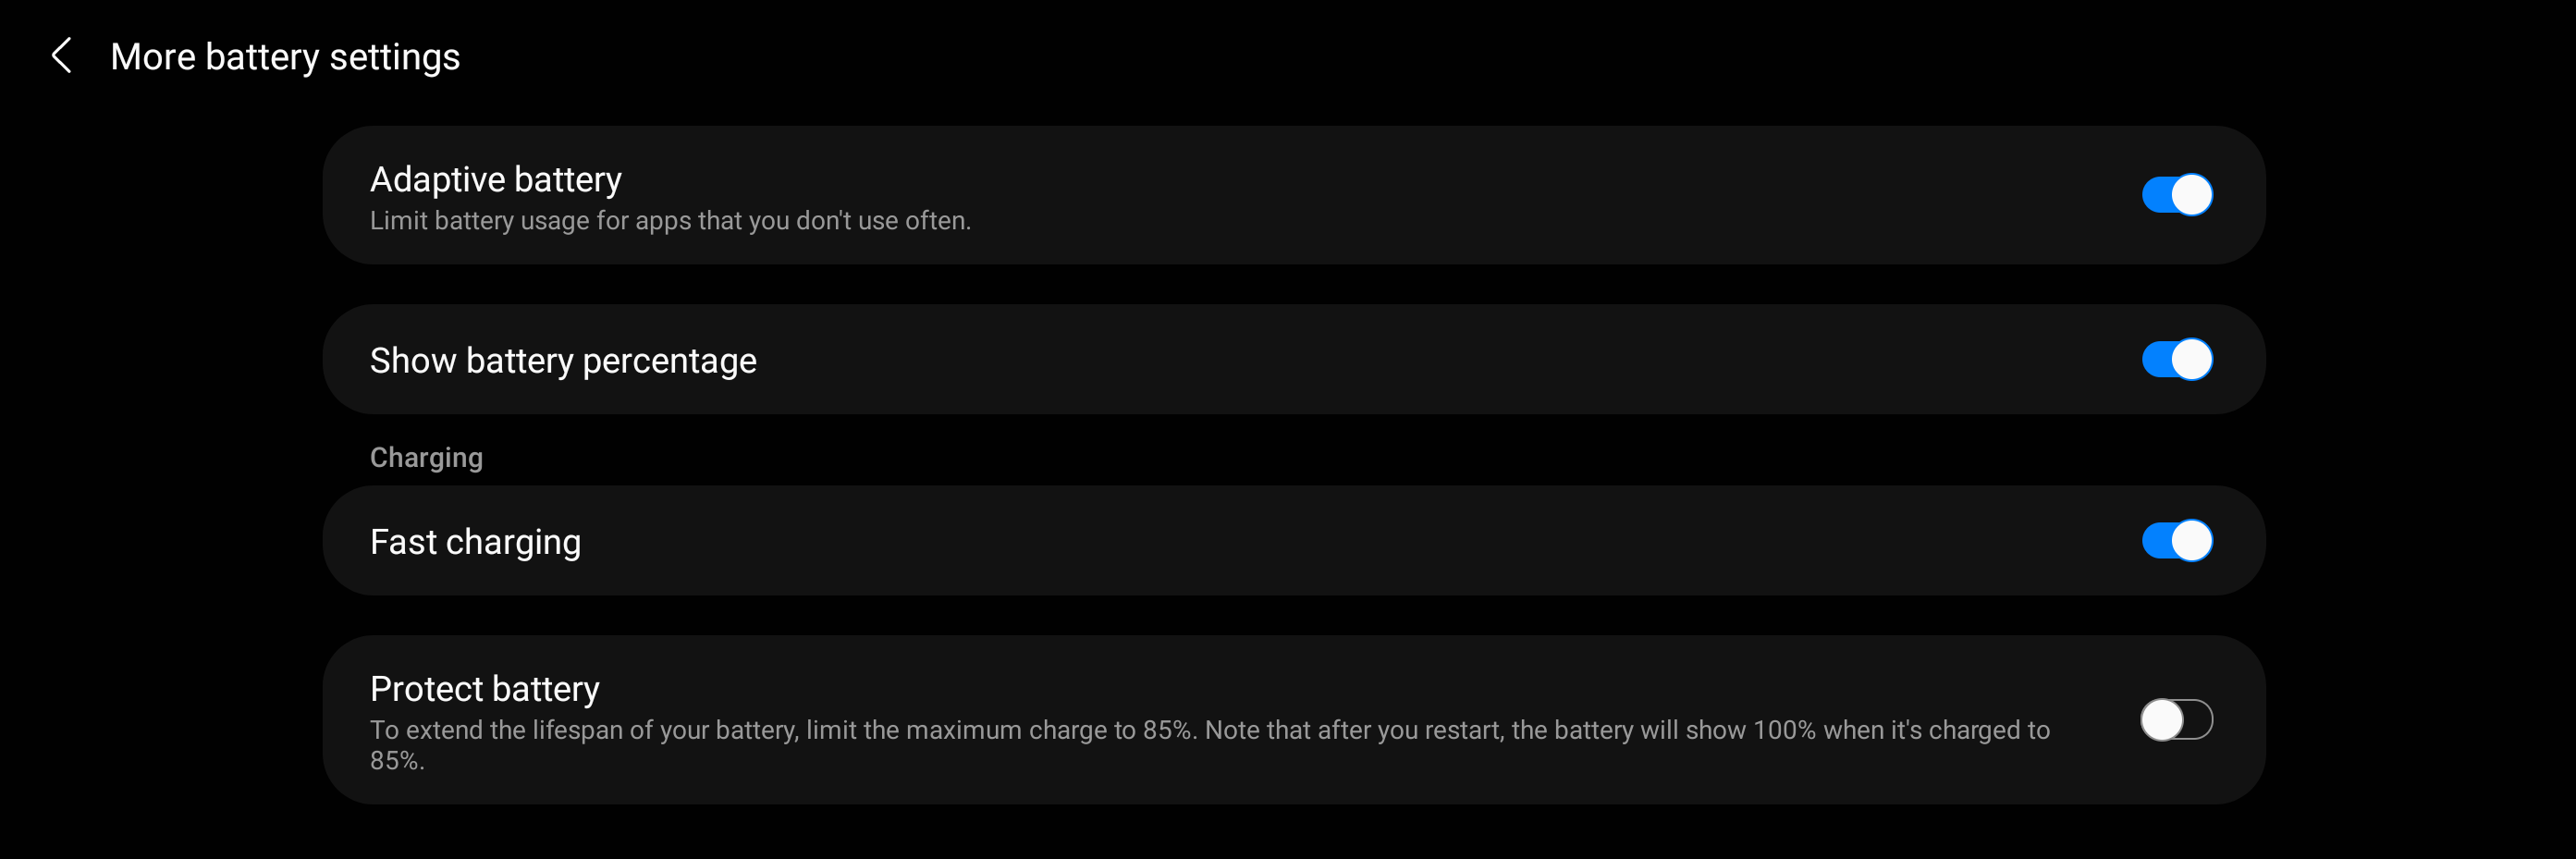 More battery settings
Adaptive battery
Limit battery usage for apps that you don't use often.
Show battery percentage
Charging
Fast charging
Protect battery
To extend the lifespan of your battery, limit the maximum charge to 85%. Note that after you restart, the battery will show 100% when it's charged to
85%.